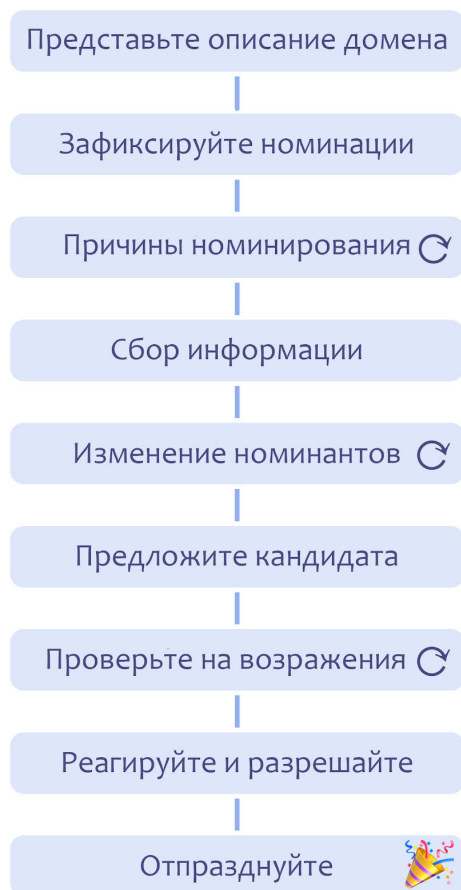 Представьте описание домена
Зафиксируйте номинации
Причины номинирования
Сбор информации
Изменение номинантов
Предложите кандидата
Проверьте на возражения
Реагируйте и разрешайте
Отпразднуйте